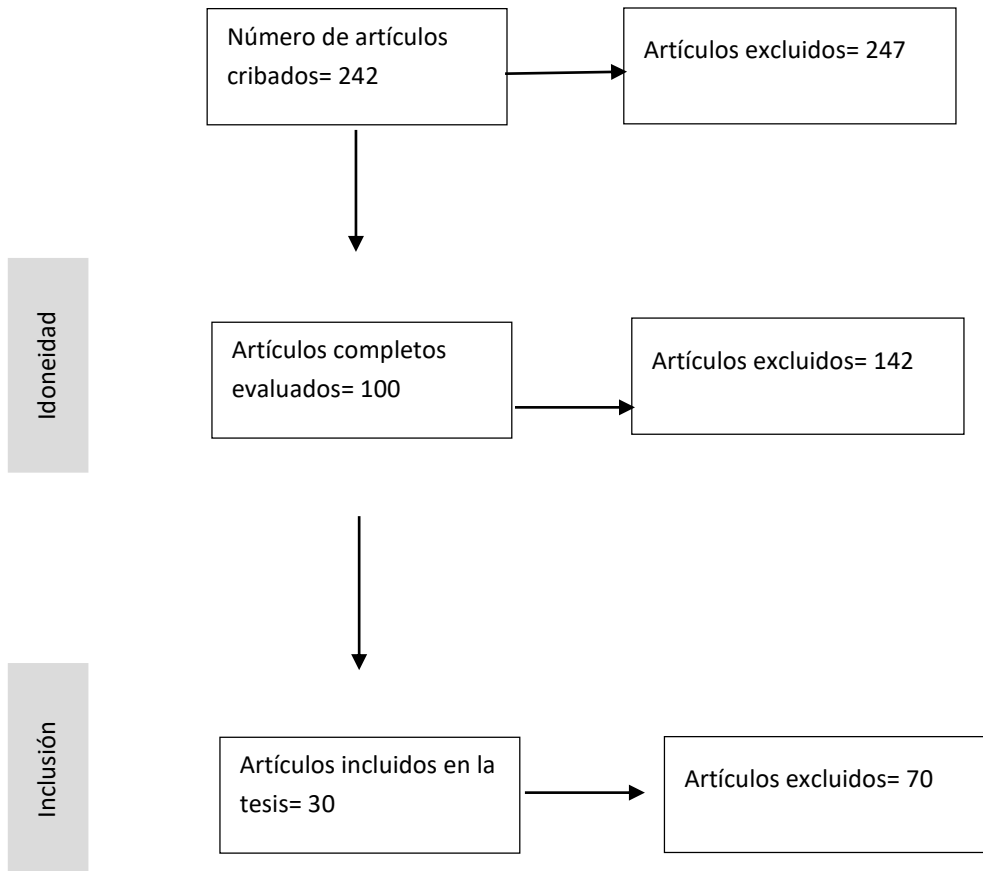 Número de artículos
cribados= 242
Artículos excluidos= 247
Idoneidad
Artículos completos
evaluados= 100
Artículos excluidos= 142
Inclusión
Artículos incluidos en la
tesis= 30
Artículos excluidos= 70